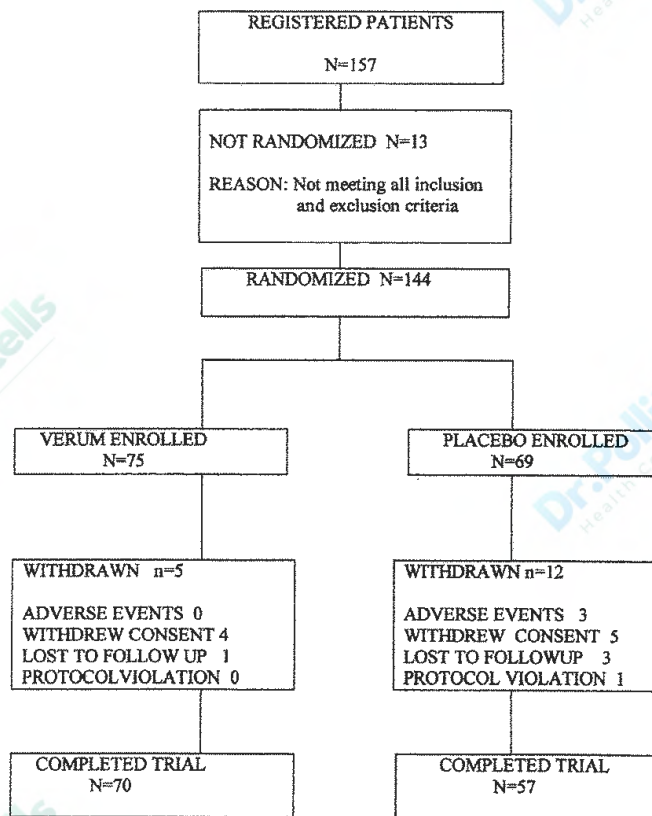 REGISTERED PATIENTS
N=157
NOT RANDOMIZED N=13
REASON: Not meeting all inclusion
and exclusion criteria
RANDOMIZED N=144
VERUM ENROLLED
N=75
PLACEBO ENROLLED
N=69
WITHDRAWN n=5
ADVERSE EVENTS 0
WITHDREW CONSENT 4
LOST TO FOLLOW UP 1
PROTOCOLVIOLATION 0
WITHDRAWN n=12
ADVERSE EVENTS 3
WITHDREW CONSENT 5
LOST TO FOLLOWUP 3
PROTOCOL VIOLATION 1
COMPLETED TRIAL
N=70
COMPLETED TRIAL
N=57